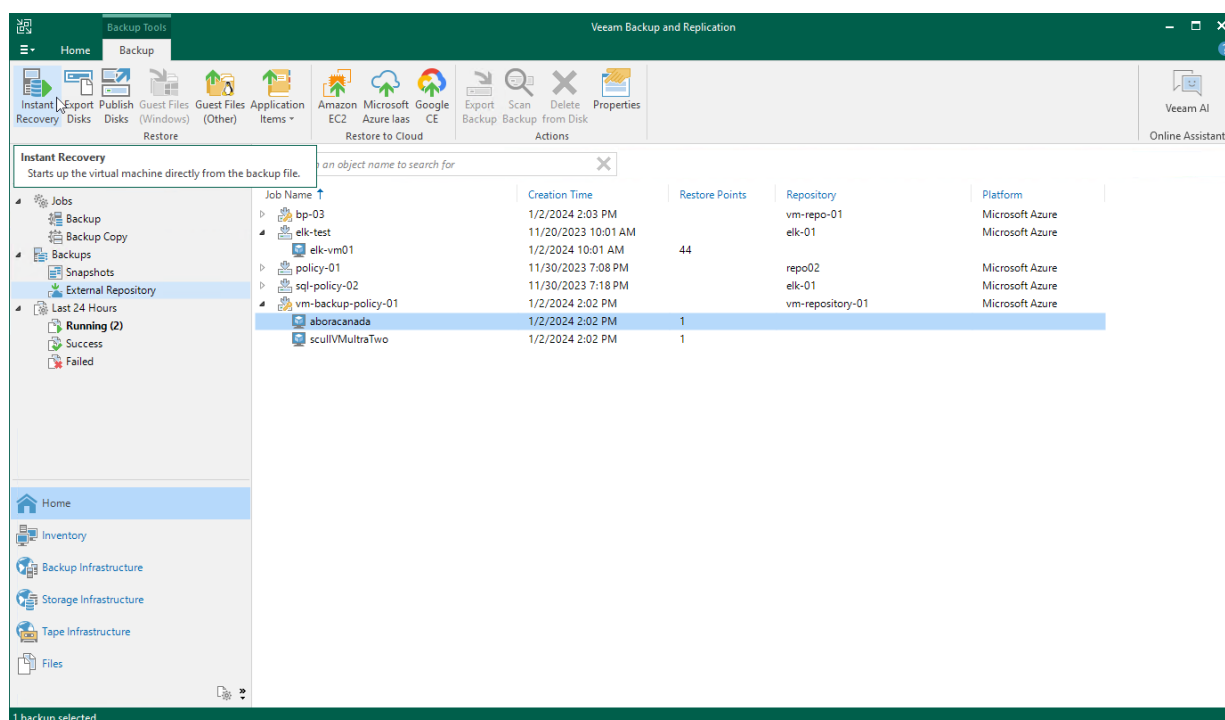 Backup Tools
Veeam Backup and Replication
Home Backup
Instant Recovery
Export Disks
Publish Disks
Guest Files (Windows)
Guest Files (Other)
Application Items
Restore
Amazon EC2
Microsoft Azure Iaas
Google CE
Restore to Cloud
Export Backup
Scan Backup
Delete from Disk
Properties
Actions
Veeam AI
Online Assistant
Instant Recovery
Starts up the virtual machine directly from the backup file.
an object name to search for
Jobs
Backup
Backup Copy
Backups
Snapshots
External Repository
Last 24 Hours
Running (2)
Success
Failed
Job Name Creation Time Restore Points Repository Platform
bp-03 1/2/2024 2:03 PM vm-repo-01 Microsoft Azure
elk-test 11/20/2023 10:01 AM elk-01 Microsoft Azure
elk-vm01 1/2/2024 10:01 AM 44
policy-01 11/30/2023 7:08 PM repo02 Microsoft Azure
sql-policy-02 11/30/2023 7:18 PM elk-01 Microsoft Azure
vm-backup-policy-01 1/2/2024 2:02 PM vm-repository-01 Microsoft Azure
aboracanada 1/2/2024 2:02 PM 1
scullVMultraTwo 1/2/2024 2:02 PM 1
Home
Inventory
Backup Infrastructure
Storage Infrastructure
Tape Infrastructure
Files
1 backup selected